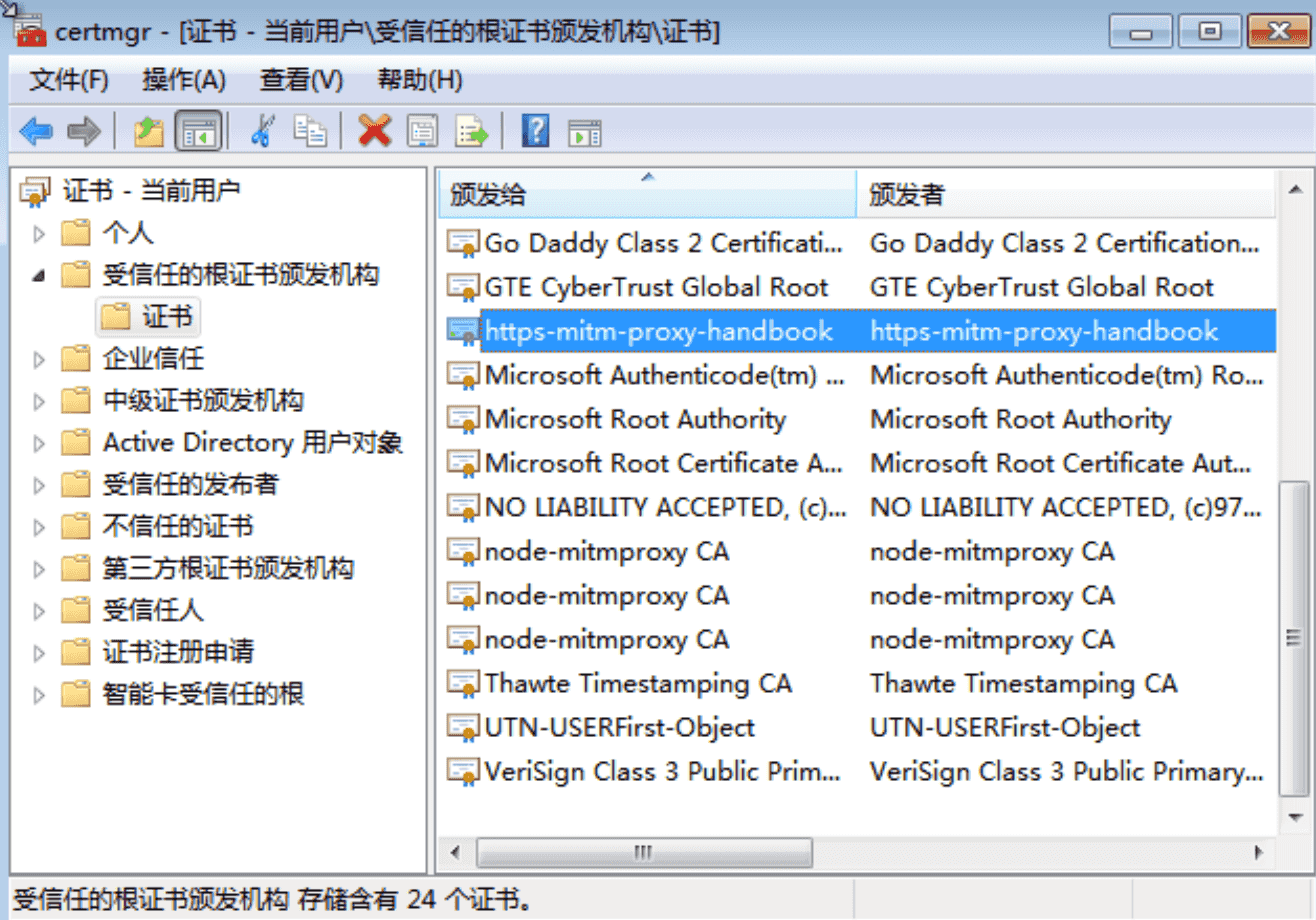 certmgr - [证书 - 当前用户\受信任的根证书颁发机构\证书]
文件(F) 操作(A) 查看(V) 帮助(H)
证书 - 当前用户
个人
受信任的根证书颁发机构
证书
企业信任
中级证书颁发机构
Active Directory 用户对象
受信任的发布者
不信任的证书
第三方根证书颁发机构
受信任人
证书注册申请
智能卡受信任的根
颁发给 颁发者
Go Daddy Class 2 Certificati... Go Daddy Class 2 Certification...
GTE CyberTrust Global Root GTE CyberTrust Global Root
https-mitm-proxy-handbook https-mitm-proxy-handbook
Microsoft Authenticode(tm) ... Microsoft Authenticode(tm) Ro...
Microsoft Root Authority Microsoft Root Authority
Microsoft Root Certificate A... Microsoft Root Certificate Aut...
NO LIABILITY ACCEPTED, (c)... NO LIABILITY ACCEPTED, (c)97...
node-mitmproxy CA node-mitmproxy CA
node-mitmproxy CA node-mitmproxy CA
node-mitmproxy CA node-mitmproxy CA
Thawte Timestamping CA Thawte Timestamping CA
UTN-USERFirst-Object UTN-USERFirst-Object
VeriSign Class 3 Public Prim... VeriSign Class 3 Public Primary...
受信任的根证书颁发机构 存储含有 24 个证书。